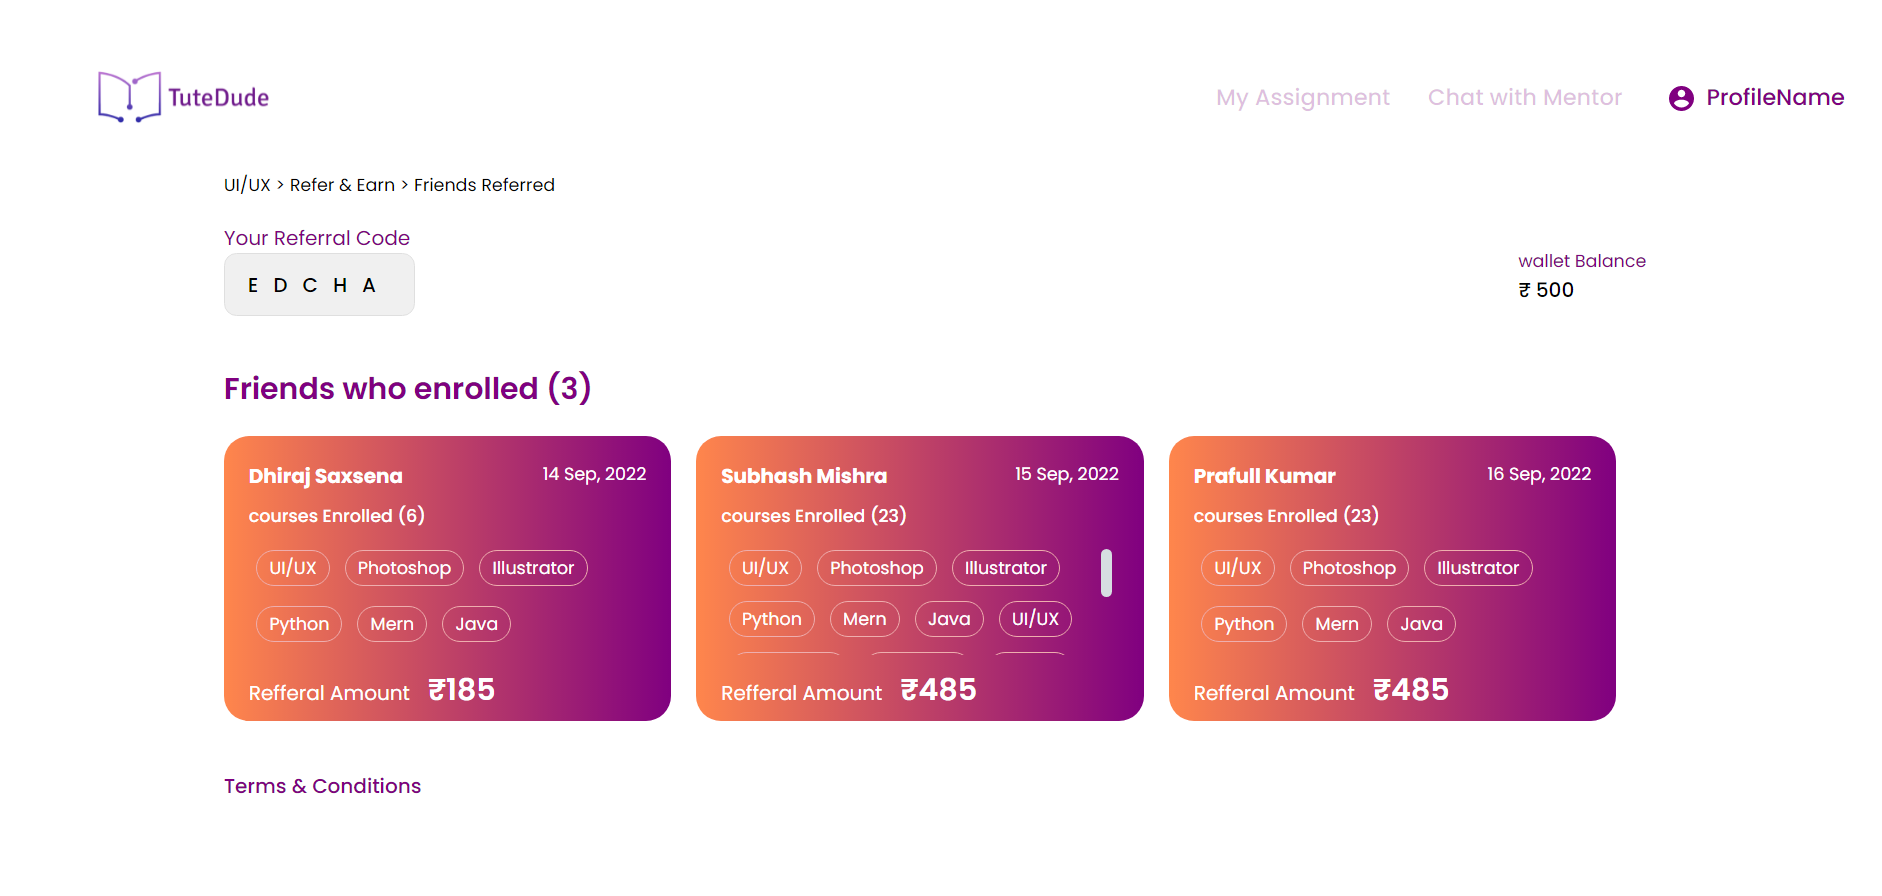 TuteDude
My Assignment
Chat with Mentor
ProfileName
UI/UX > Refer & Earn > Friends Referred
Your Referral Code
E D C H A
wallet Balance
₹ 500
Friends who enrolled (3)
Dhiraj Saxsena
14 Sep, 2022
courses Enrolled (6)
UI/UX Photoshop Illustrator
Python Mern Java
Refferal Amount ₹185
Subhash Mishra
15 Sep, 2022
courses Enrolled (23)
UI/UX Photoshop Illustrator
Python Mern Java UI/UX
Refferal Amount ₹485
Prafull Kumar
16 Sep, 2022
courses Enrolled (23)
UI/UX Photoshop Illustrator
Python Mern Java
Refferal Amount ₹485
Terms & Conditions